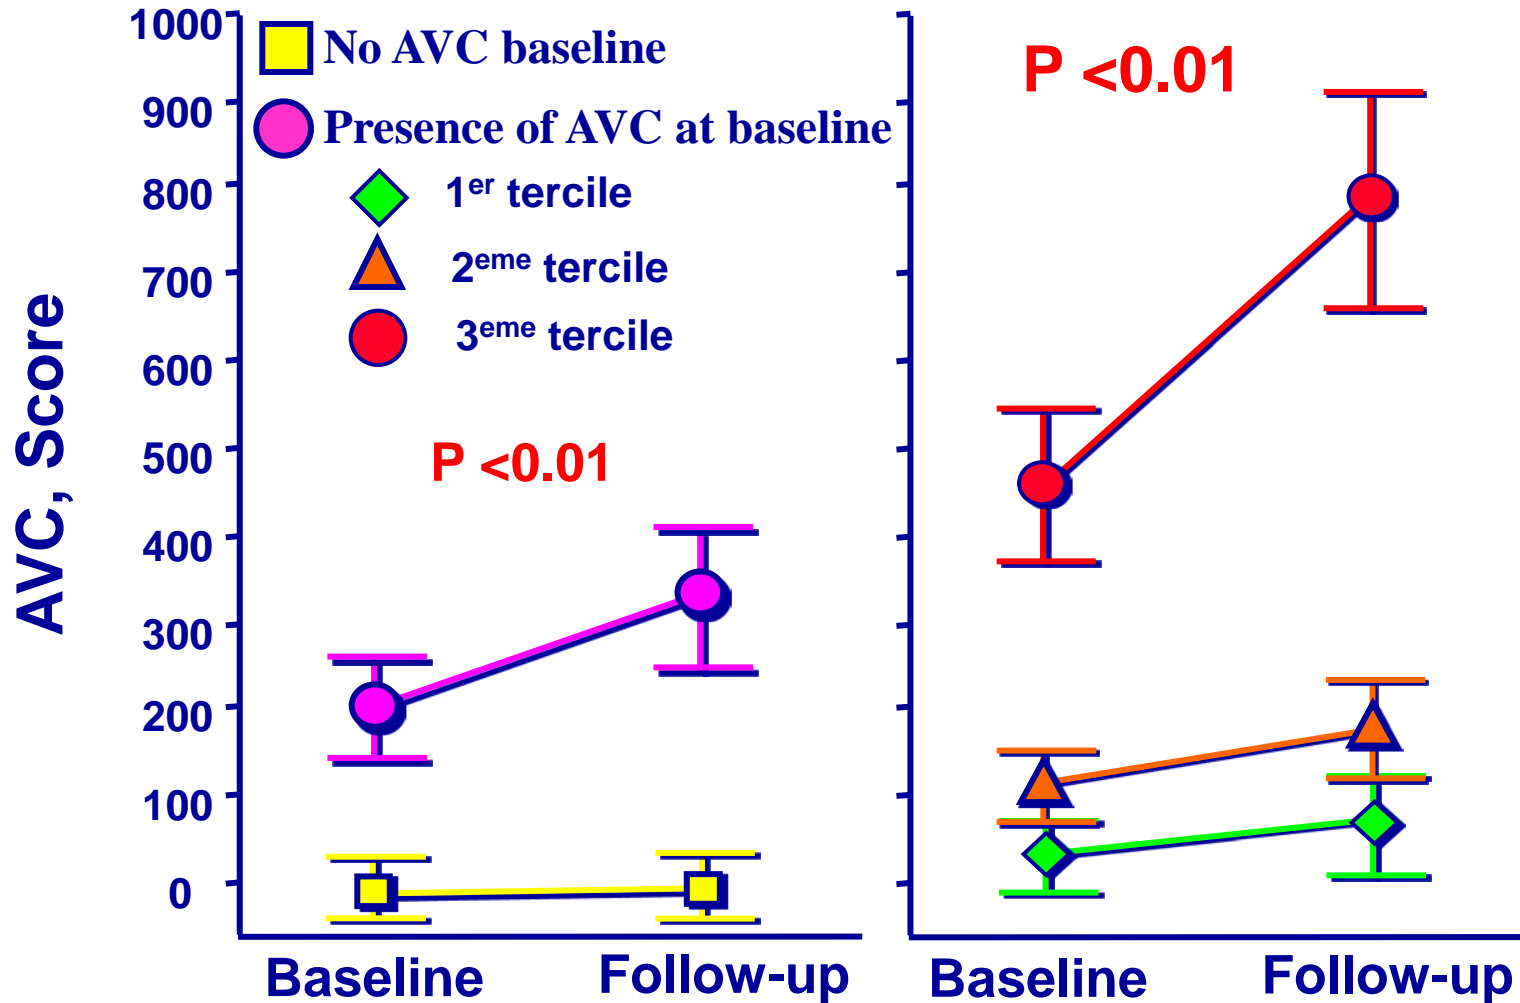 1000
No AVC baseline
P <0.01
900
Presence of AVC at baseline
800
1er tercile
700
2eme tercile
3eme tercile
600
500
P <0.01
400
300
200
100
0
AVC, Score
Baseline Follow-up
Baseline Follow-up